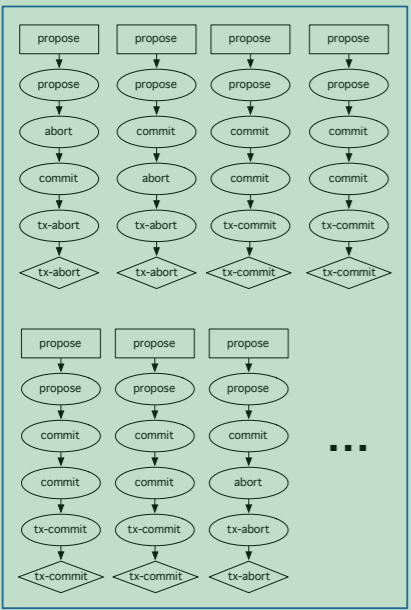 propose propose propose propose
propose propose propose propose
abort commit commit commit
commit abort commit commit
tx-abort tx-abort tx-commit tx-commit
tx-abort tx-abort tx-commit tx-commit
propose propose propose
propose propose propose
commit commit commit
commit commit abort
tx-commit tx-commit tx-abort
tx-commit tx-commit tx-abort
...